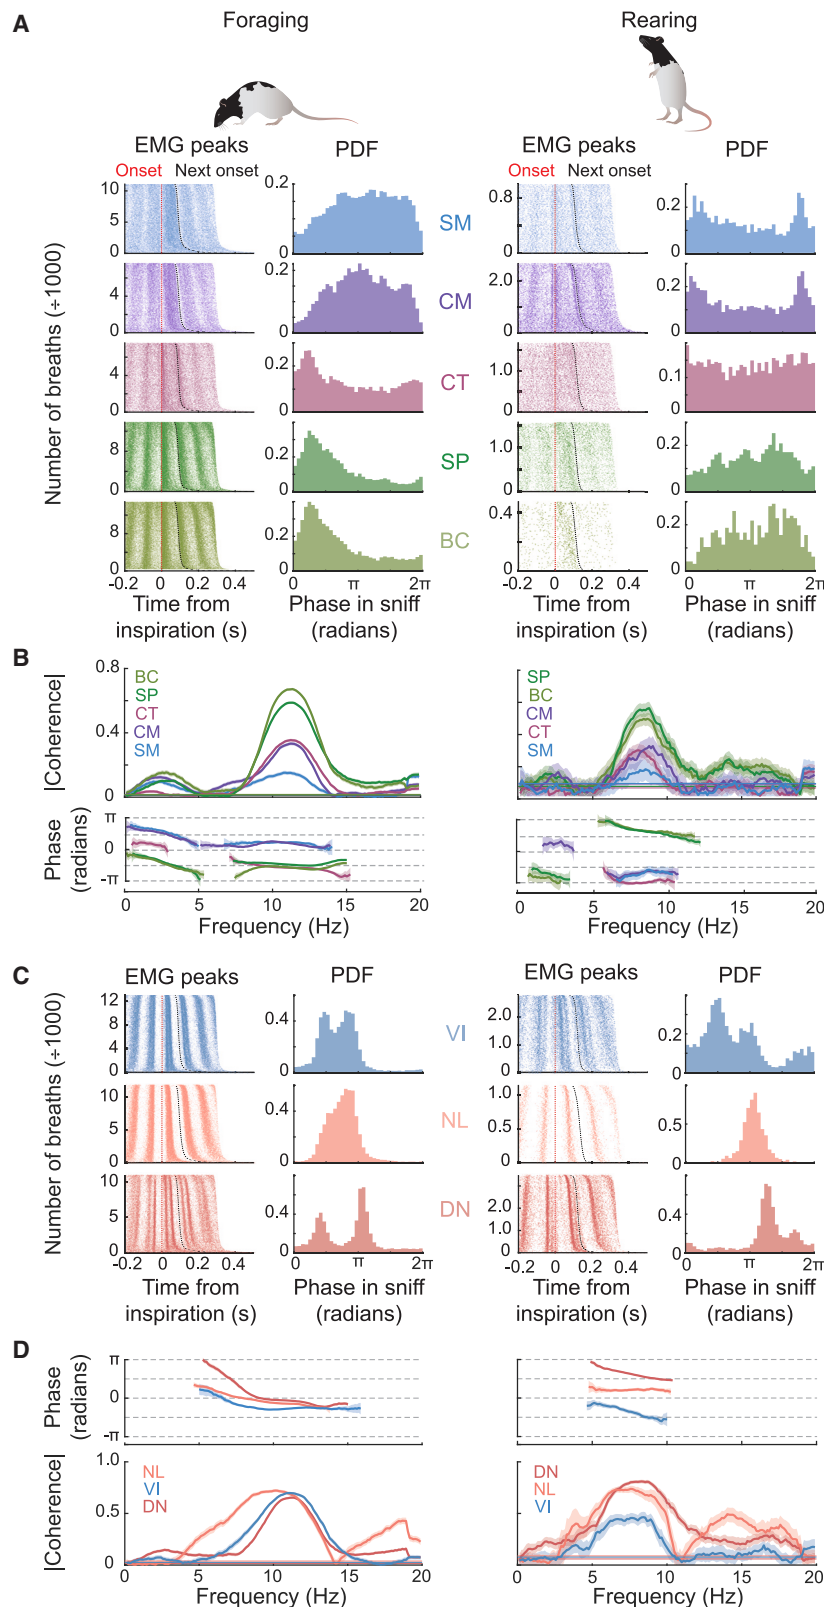 A
Foraging
Rearing
EMG peaks
PDF
EMG peaks
PDF
Onset Next onset
Onset Next onset
Number of breaths (÷1000)
10
5
0
0.2
0
SM
0.8
0
0.2
0
5
0
0.2
0
CM
2.0
1.0
0
0.2
0
5
0
0.2
0
CT
1.0
0
0.1
0
12
8
4
0
0.2
0
SP
1.0
0
0.2
0
12
8
4
0
0.2
0
BC
0.4
0
0.2
0
-0.2 0 0.2 0.4
0 π 2π
-0.2 0 0.2 0.4
0 π 2π
Time from
inspiration (s)
Phase in sniff
(radians)
Time from
inspiration (s)
Phase in sniff
(radians)
B
|Coherence|
0.8
0.4
0
BC
SP
CT
CM
SM
SP
BC
CM
CT
SM
Phase
(radians)
π
0
-π
0 5 10 15 20
0 5 10 15 20
Frequency (Hz)
Frequency (Hz)
C
EMG peaks
PDF
EMG peaks
PDF
Number of breaths (÷1000)
12
8
4
0
0.4
0
VI
2.0
1.0
0
0.2
0
10
5
0
0.4
0
NL
1.0
0.5
0
0.5
0
10
5
0
0.4
0
DN
2.0
1.0
0
0.4
0
-0.2 0 0.2 0.4
0 π 2π
-0.2 0 0.2 0.4
0 π 2π
Time from
inspiration (s)
Phase in sniff
(radians)
Time from
inspiration (s)
Phase in sniff
(radians)
D
Phase
(radians)
π
0
-π
|Coherence|
1.0
0.5
0
NL
VI
DN
DN
NL
VI
0 5 10 15 20
0 5 10 15 20
Frequency (Hz)
Frequency (Hz)